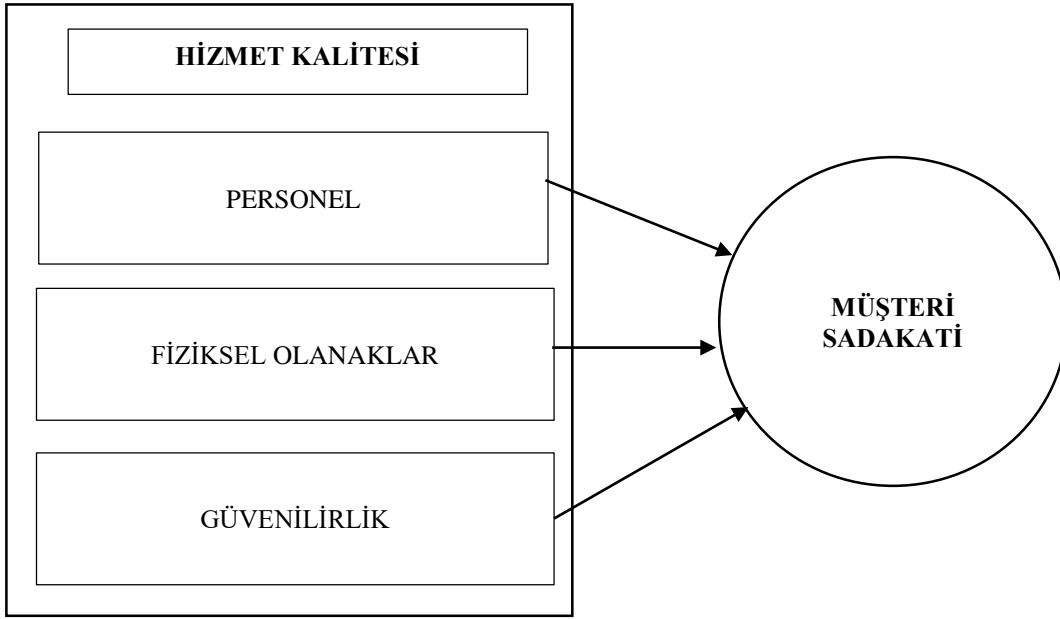 HİZMET KALİTESİ
PERSONEL
FİZİKSEL OLANAKLAR
GÜVENİLİRLİK
MÜŞTERİ
SADAKATİ